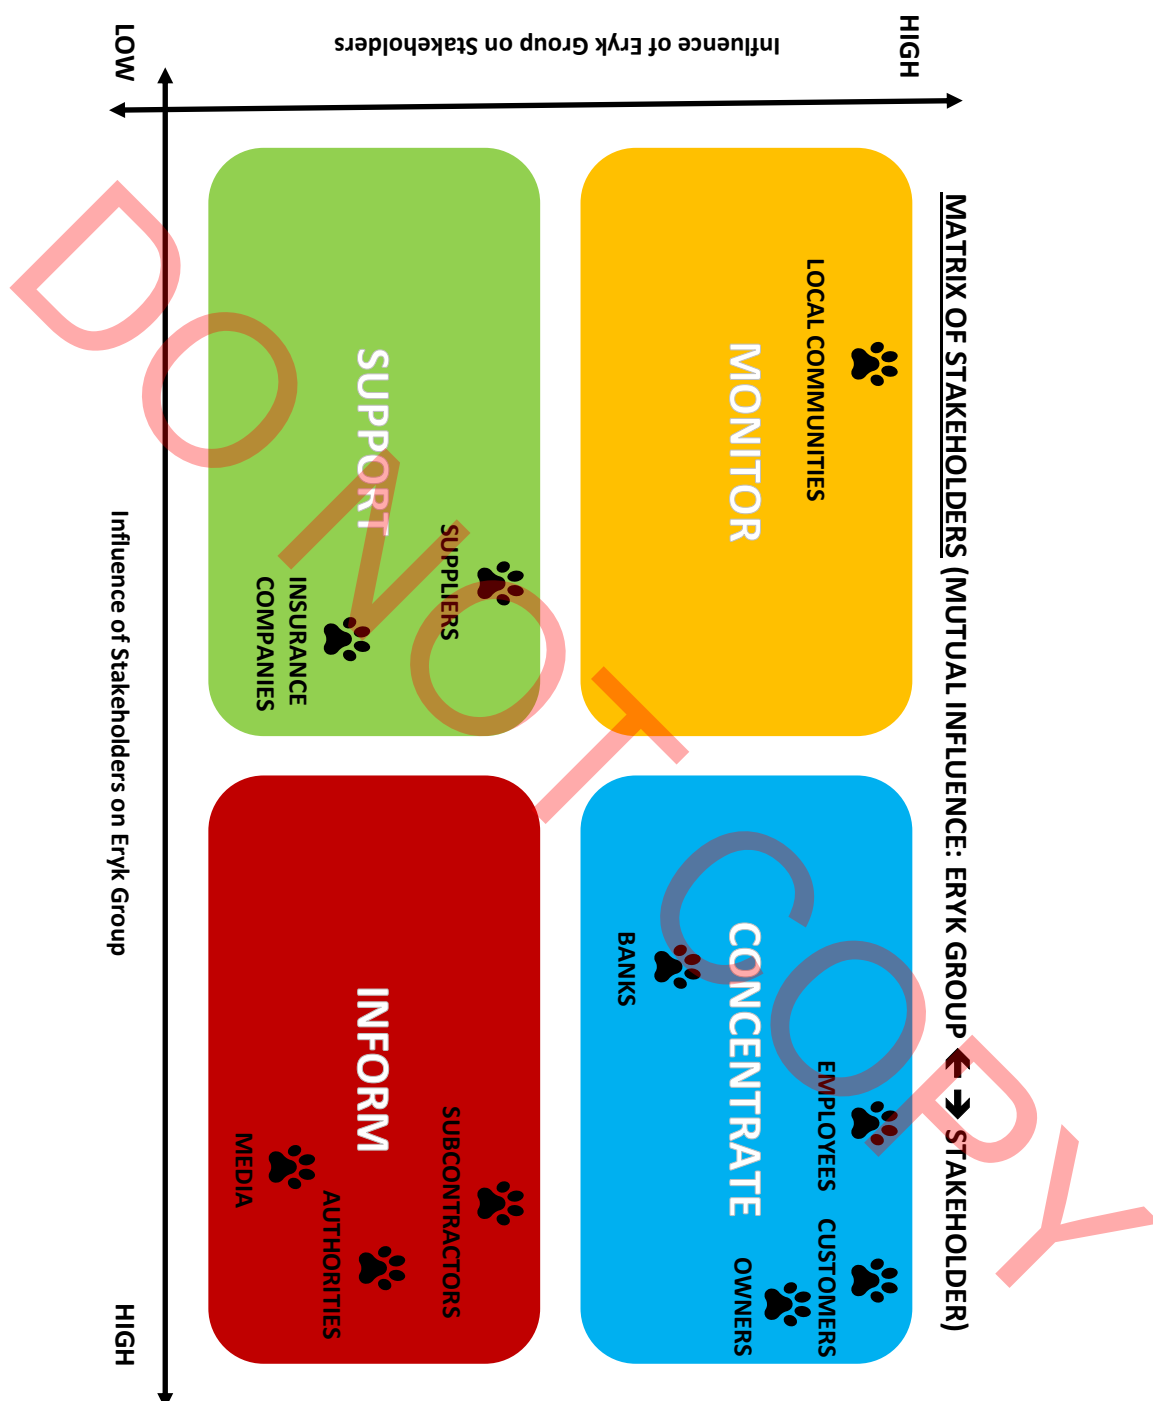 MATRIX OF STAKEHOLDERS (MUTUAL INFLUENCE: ERYK GROUP ←→ STAKEHOLDER)
HIGH
Influence of Eryk Group on Stakeholders
LOW
LOCAL COMMUNITIES
MONITOR
EMPLOYEES
CUSTOMERS
OWNERS
CONCENTRATE
BANKS
SUPPLIERS
SUPPORT
INSURANCE
COMPANIES
SUBCONTRACTORS
INFORM
AUTHORITIES
MEDIA
Influence of Stakeholders on Eryk Group
HIGH
DO NOT COPY